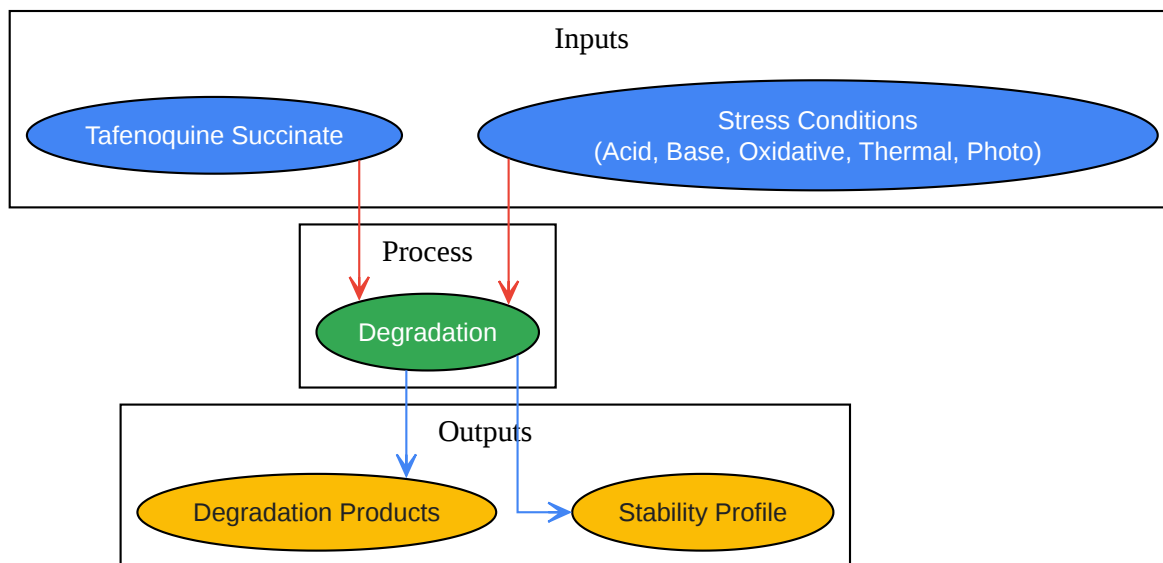 Inputs
Tafenoquine Succinate
Stress Conditions
(Acid, Base, Oxidative, Thermal, Photo)
Process
Degradation
Outputs
Degradation Products
Stability Profile